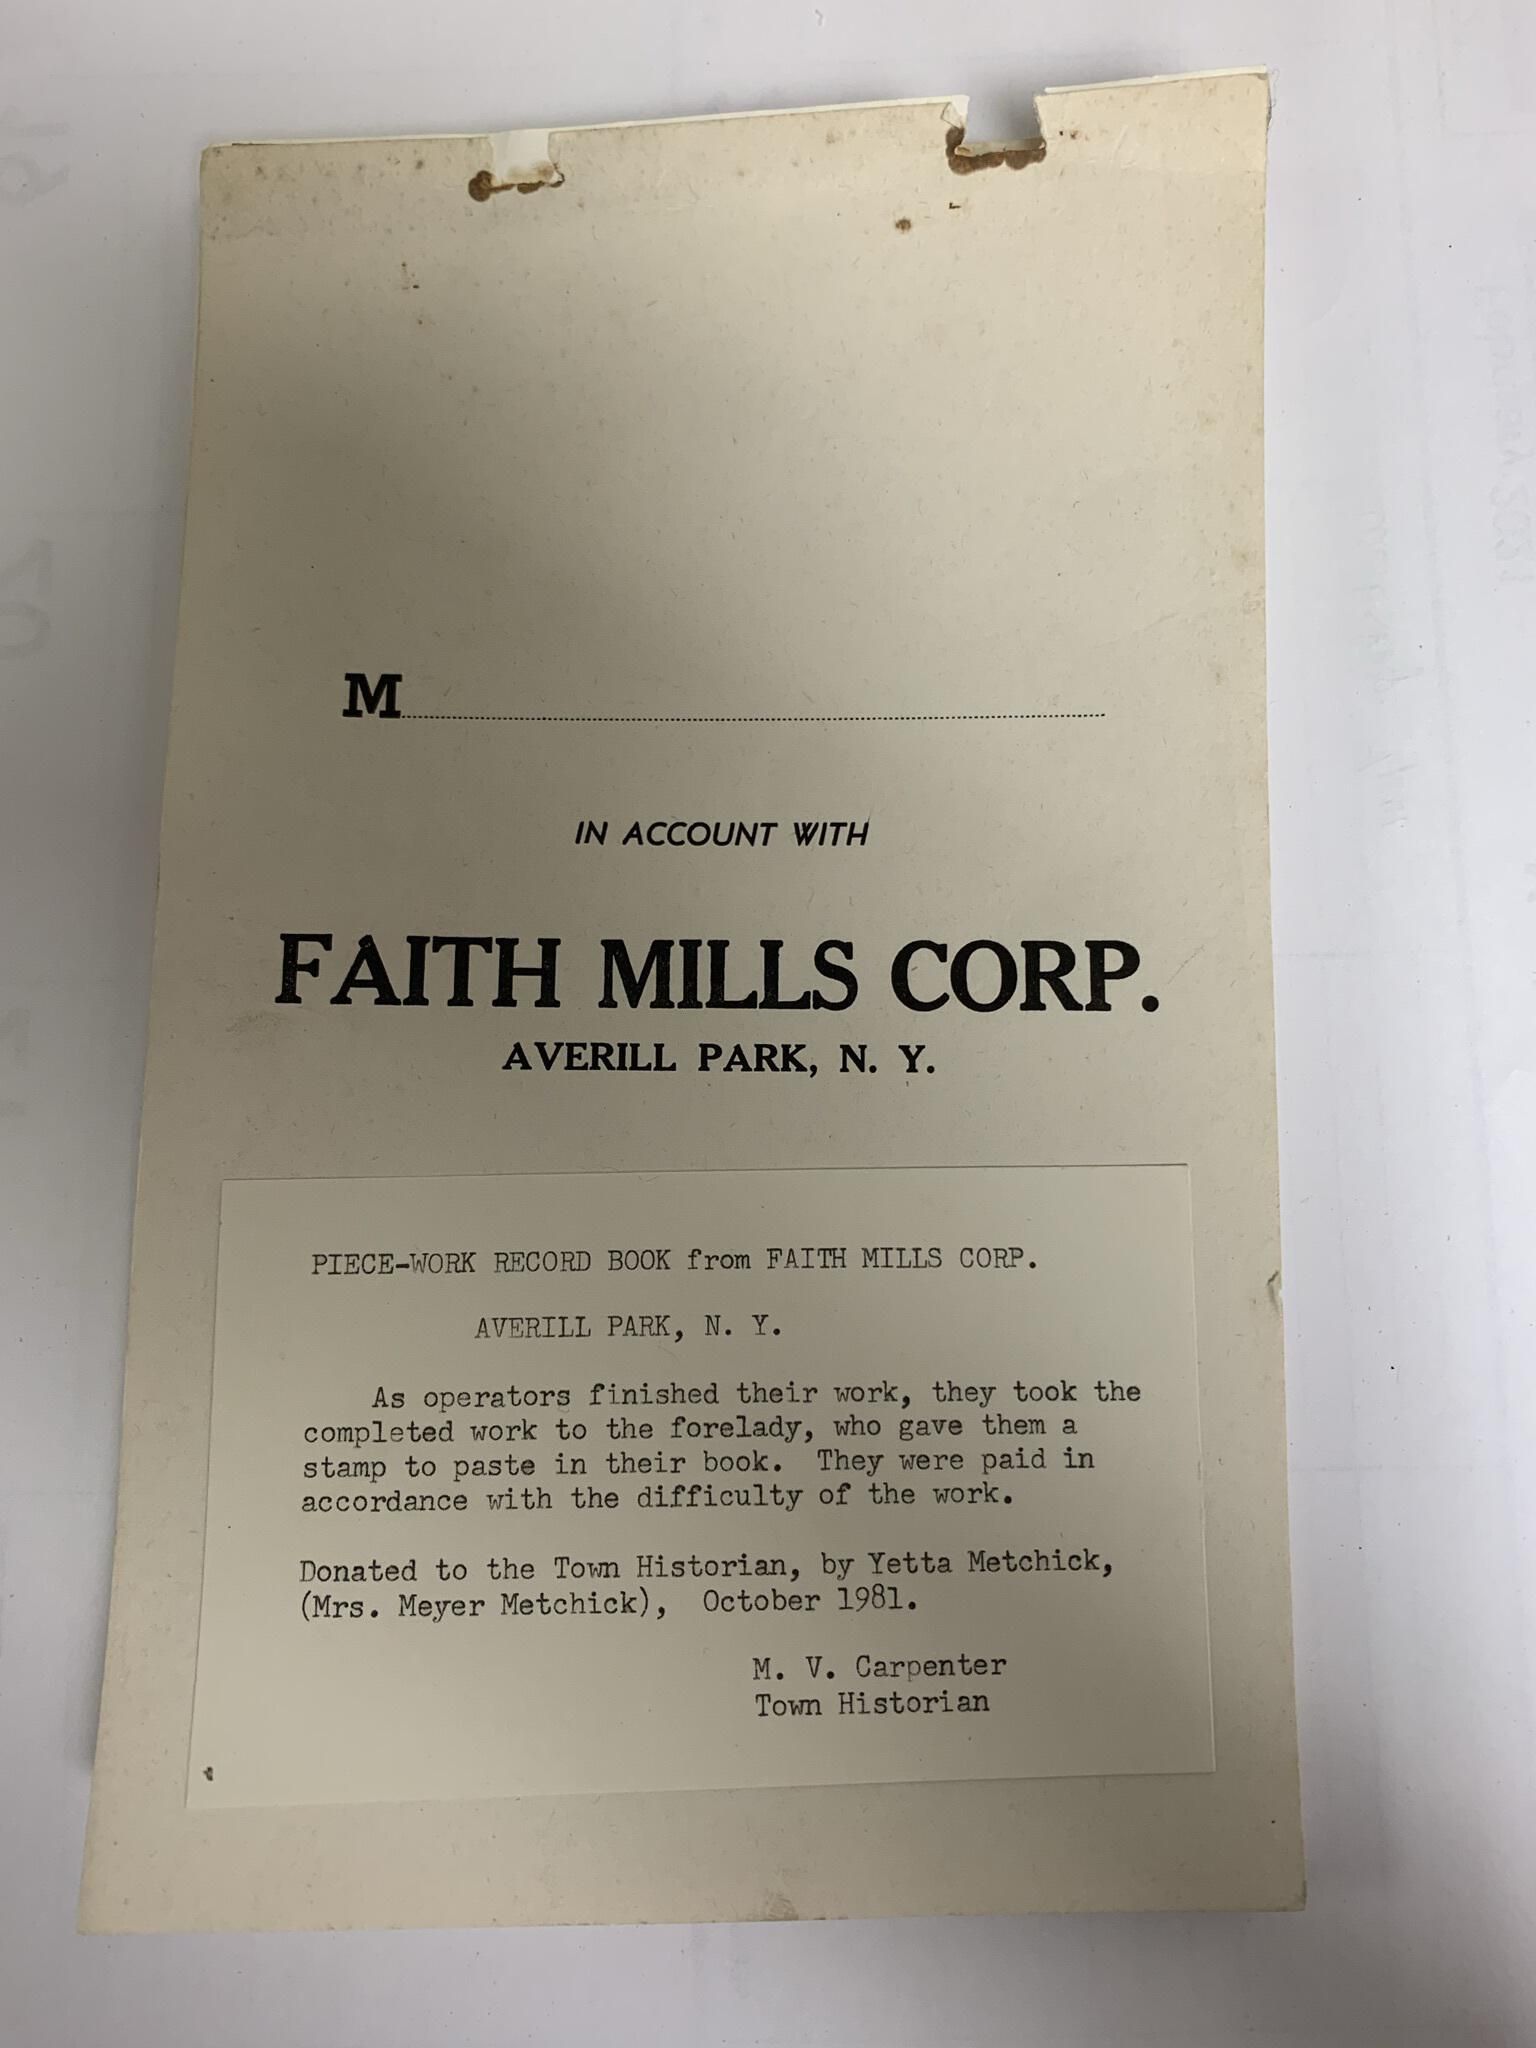 M
IN ACCOUNT WITH
FAITH MILLS CORP.
AVERILL PARK, N. Y.
PIECE-WORK RECORD BOOK from FAITH MILLS CORP.
AVERILL PARK, N. Y.
As operators finished their work, they took the
completed work to the forelady, who gave them a
stamp to paste in their book. They were paid in
accordance with the difficulty of the work.
Donated to the Town Historian, by Yetta Metchick,
(Mrs. Meyer Metchick), October 1981.
M. V. Carpenter
Town Historian